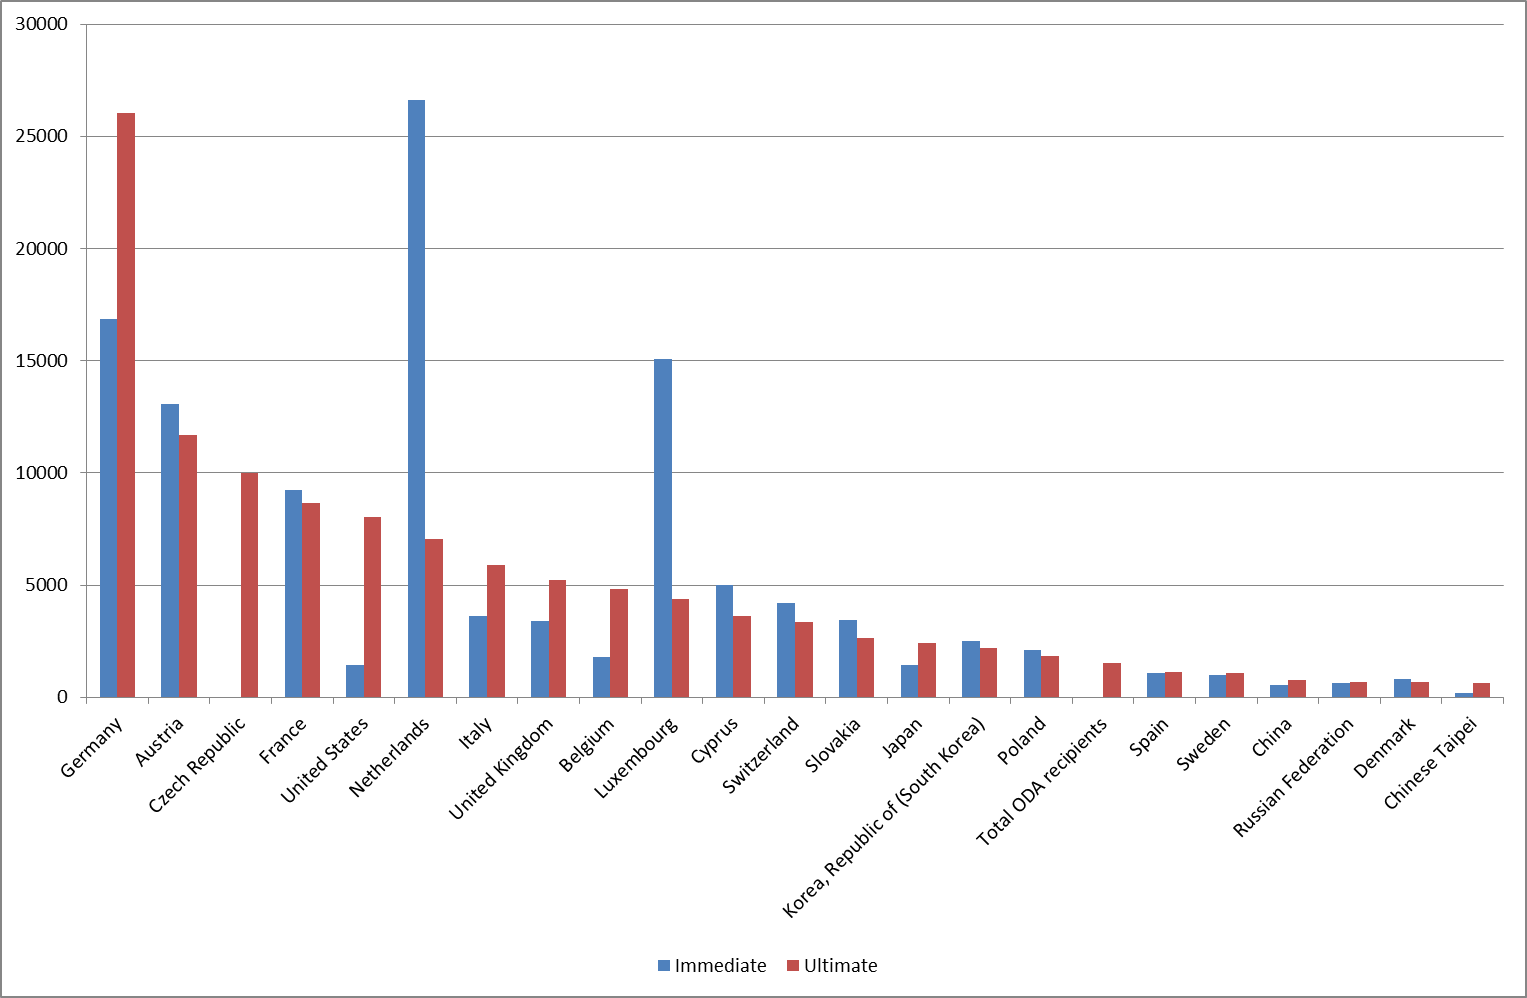 30000
25000
20000
15000
10000
5000
0
Germany
Austria
Czech Republic
France
United States
Netherlands
Italy
United Kingdom
Belgium
Luxembourg
Cyprus
Switzerland
Slovakia
Japan
Korea, Republic of (South Korea)
Poland
Total ODA recipients
Spain
Sweden
China
Russian Federation
Denmark
Chinese Taipei
Immediate Ultimate